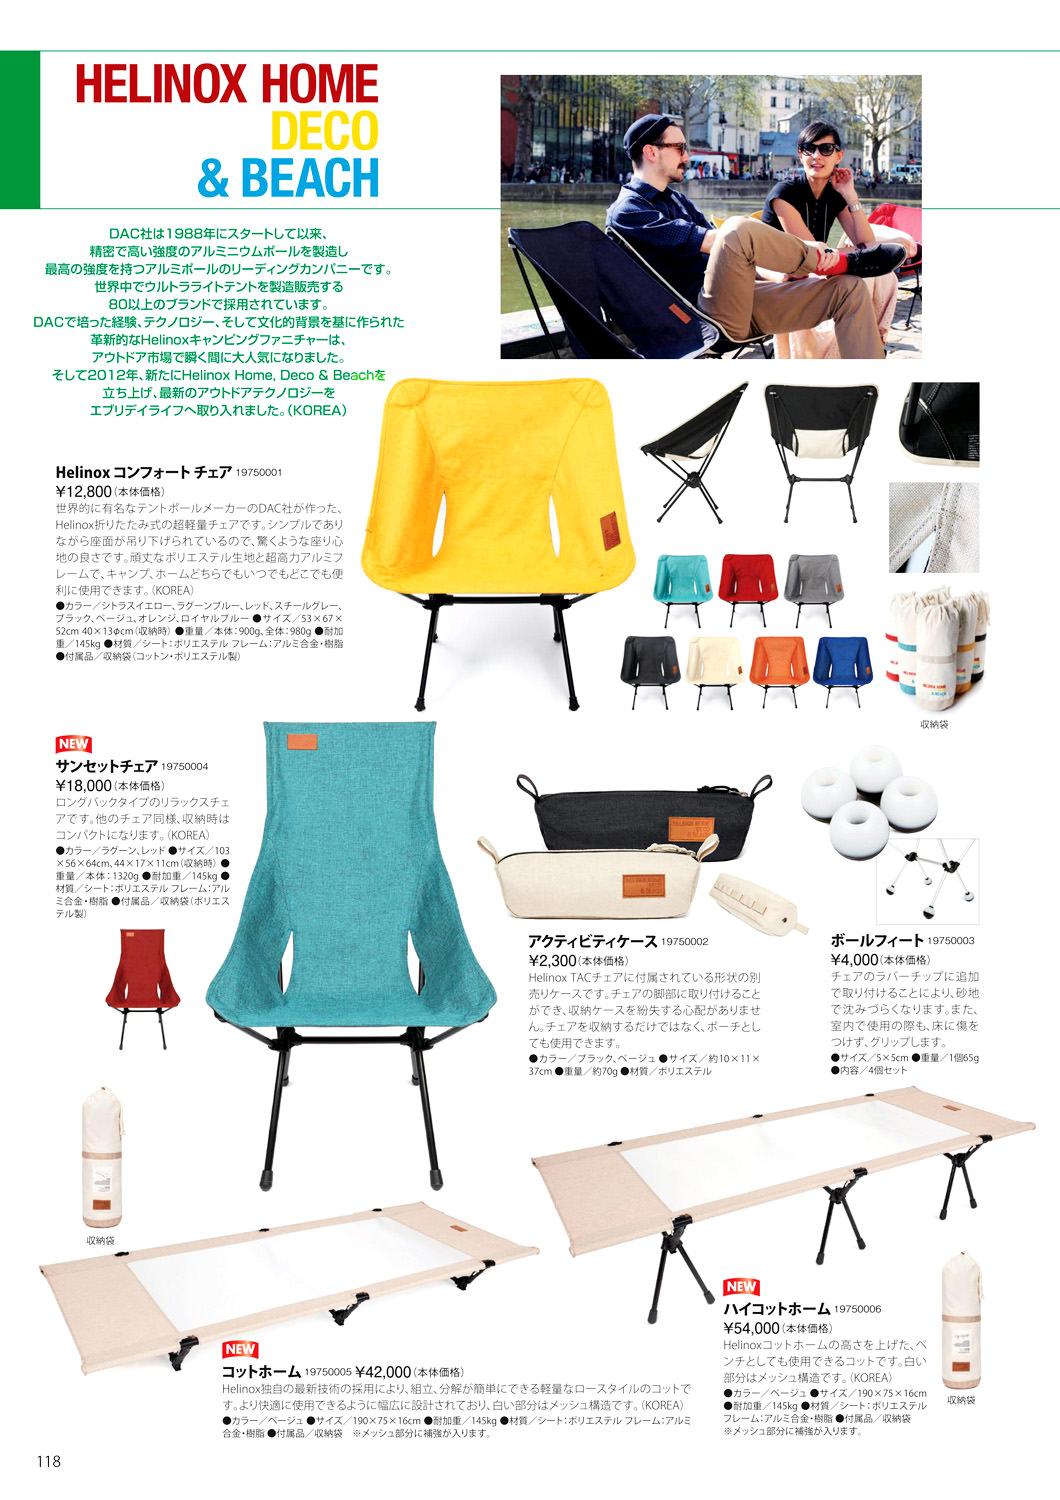 HELINOX HOME
DECO
& BEACH
DAC社は1988年にスタートして以来、
精密で高い強度のアルミニウムポールを製造し
最高の強度を持つアルミポールのリーディングカンパニーです。
世界中でウルトラライトテントを製造販売する
80以上のブランドで採用されています。
DACで培った経験、テクノロジー、そして文化的背景を基に作られた
革新的なHelinoxキャンピングファニチャーは、
アウトドア市場で瞬く間に大人気になりました。
そして2012年、新たにHelinox Home, Deco & Beachを
立ち上げ、最新のアウトドアテクノロジーを
エブリデイライフへ取り入れました。（KOREA）
Helinox コンフォート チェア 19750001
¥12,800（本体価格）
世界的に有名なテントポールメーカーのDAC社が作った、
Helinox折りたたみ式の超軽量チェアです。シンプルであり
ながら座面が吊り下げられているので、驚くような座り心
地の良さです。頑丈なポリエステル生地と超高力アルミフ
レームで、キャンプ、ホームどちらでもいつでもどこでも便
利に使用できます。（KOREA）
●カラー／シトラスイエロー、ラグーンブルー、レッド、スチールグレー、
ブラック、ベージュ、オレンジ、ロイヤルブルー ●サイズ／53×67×
52cm 40×13φcm（収納時） ●重量／本体：900g、全体：980g ●耐加
重／145kg ●材質／シート：ポリエステル フレーム：アルミ合金・樹脂
●付属品／収納袋（コットン・ポリエステル製）
HELINOX HOME
& BEACH
収納袋
NEW
サンセットチェア 19750004
¥18,000（本体価格）
ロングバックタイプのリラックスチェ
アです。他のチェア同様、収納時は
コンパクトになります。（KOREA）
●カラー／ラグーン、レッド ●サイズ／103
×56×64cm、44×17×11cm（収納時） ●
重量／本体：1320g ●耐加重／145kg ●
材質／シート：ポリエステル フレーム：アル
ミ合金・樹脂 ●付属品／収納袋（ポリエス
テル製）
HELINOX HOME
DECO
& BEACH
アクティビティケース 19750002
¥2,300（本体価格）
Helinox TACチェアに付属されている形状の別
売りケースです。チェアの脚部に取り付けること
ができ、収納ケースを紛失する心配がありませ
ん。チェアを収納するだけではなく、ポーチとし
ても使用できます。
●カラー／ブラック、ベージュ ●サイズ／約10×11×
37cm ●重量／約70g ●材質／ポリエステル
ボールフィート 19750003
¥4,000（本体価格）
チェアのラバーチップに追加
で取り付けることにより、砂地
で沈みづらくなります。また、
室内で使用の際も、床に傷を
つけず、グリップします。
●サイズ／5×5cm ●重量／1個65g
●内容／4個セット
収納袋
NEW
コットホーム 19750005 ¥42,000（本体価格）
Helinox独自の最新技術の採用により、組立、分解が簡単にできる軽量なロースタイルのコットで
す。より快適に使用できるように幅広に設計されており、白い部分はメッシュ構造です。（KOREA）
●カラー／ベージュ ●サイズ／190×75×16cm ●耐加重／145kg ●材質／シート：ポリエステル フレーム：アルミ
合金・樹脂 ●付属品／収納袋　※メッシュ部分に補強が入ります。
NEW
ハイコットホーム 19750006
¥54,000（本体価格）
Helinoxコットホームの高さを上げた、ベ
ンチとしても使用できるコットです。白い
部分はメッシュ構造です。（KOREA）
●カラー／ベージュ ●サイズ／190×75×16cm
●耐加重／145kg ●材質／シート：ポリエステル
フレーム：アルミ合金・樹脂 ●付属品／収納袋
※メッシュ部分に補強が入ります。
収納袋
118